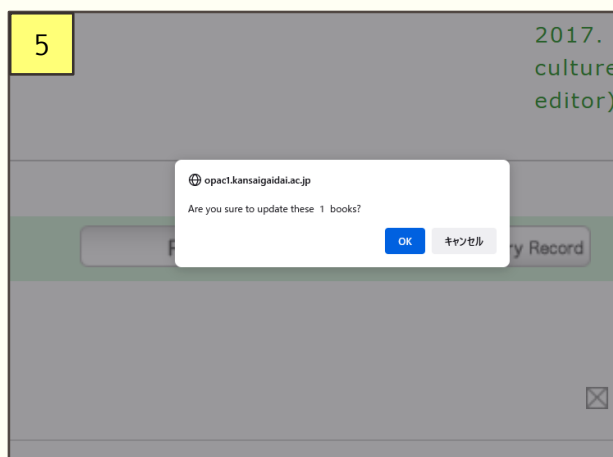 5
2017.
culture
editor)
opac1.kansaigaidai.ac.jp
Are you sure to update these 1 books?
OK キャンセル
ry Record